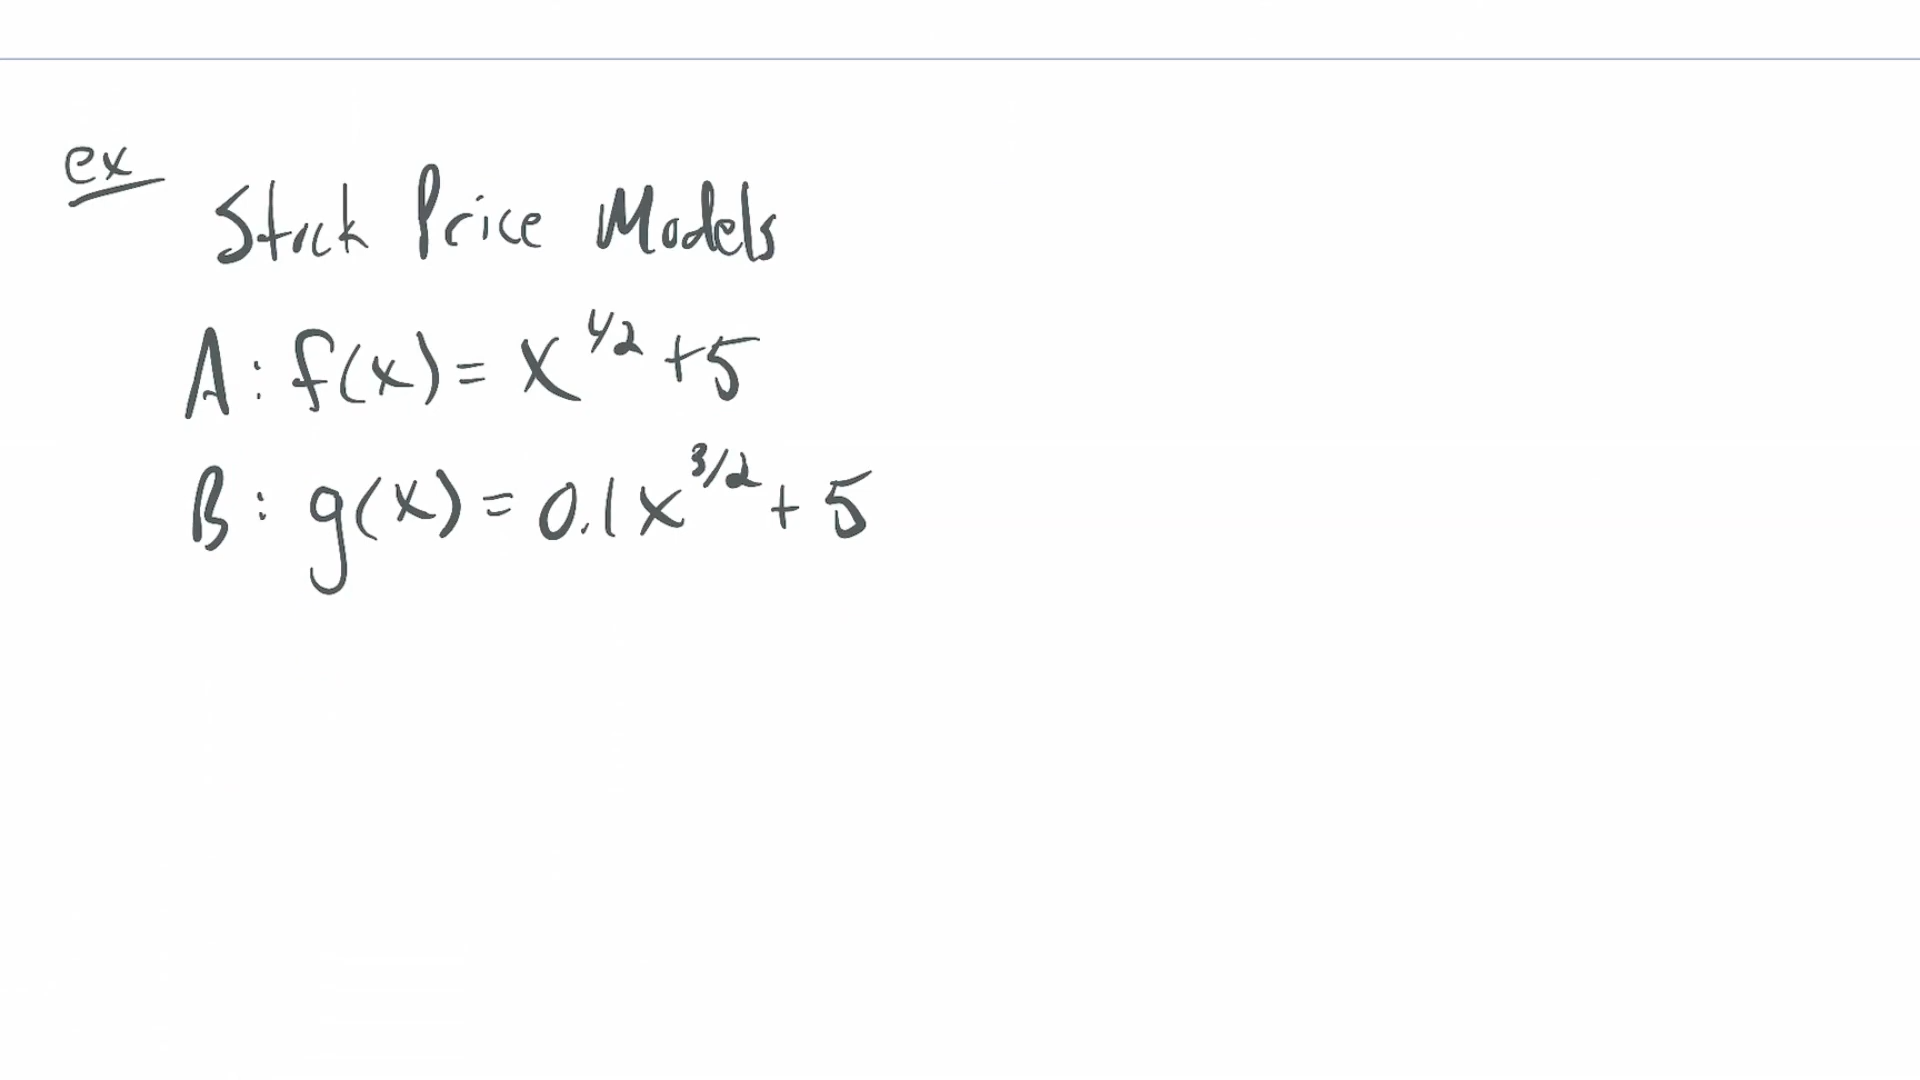 ex
Stock Price Models
A: f(x) = x^{1/2} + 5
B: g(x) = 0.1x^{3/2} + 5